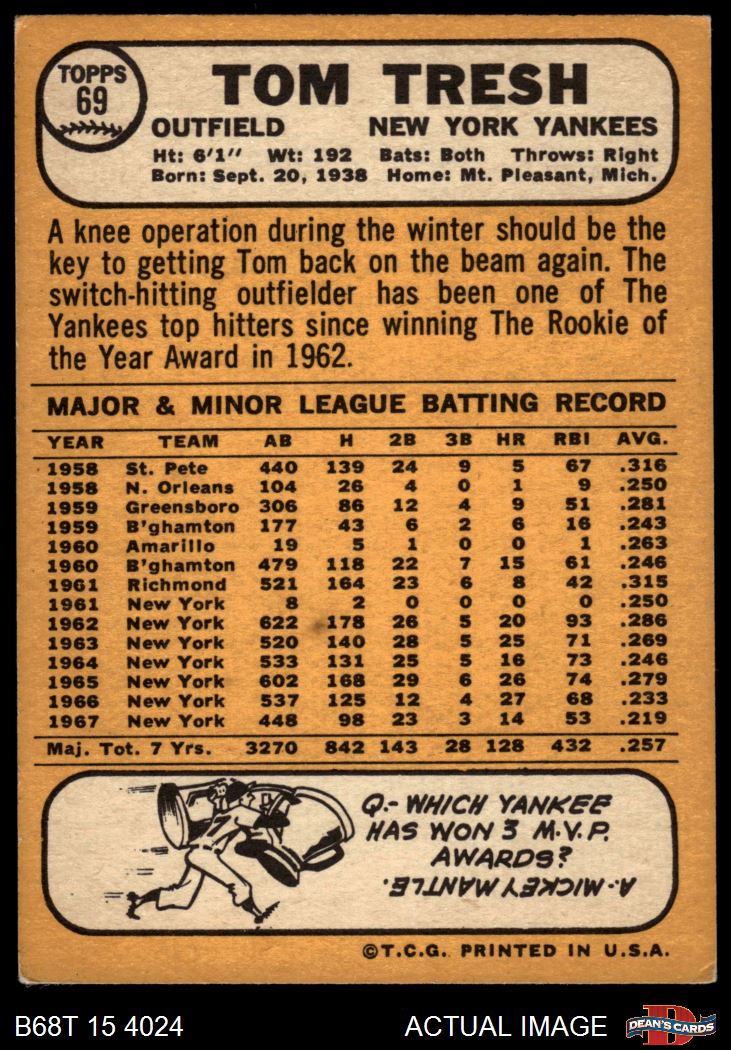 TOPPS
69
TOM TRESH
OUTFIELD NEW YORK YANKEES
Ht: 6'1" Wt: 192 Bats: Both Throws: Right
Born: Sept. 20, 1938 Home: Mt. Pleasant, Mich.
A knee operation during the winter should be the
key to getting Tom back on the beam again. The
switch-hitting outfielder has been one of The
Yankees top hitters since winning The Rookie of
the Year Award in 1962.
MAJOR & MINOR LEAGUE BATTING RECORD
YEAR TEAM AB H 2B 3B HR RBI AVG.
1958 St. Pete 440 139 24 9 5 67 .316
1958 N. Orleans 104 26 4 0 1 9 .250
1959 Greensboro 306 86 12 4 9 51 .281
1959 B'ghamton 177 43 6 2 6 16 .243
1960 Amarillo 19 5 1 0 0 1 .263
1960 B'ghamton 479 118 22 7 15 61 .246
1961 Richmond 521 164 23 6 8 42 .315
1961 New York 8 2 0 0 0 0 .250
1962 New York 622 178 26 5 20 93 .286
1963 New York 520 140 28 5 25 71 .269
1964 New York 533 131 25 5 16 73 .246
1965 New York 602 168 29 6 26 74 .279
1966 New York 537 125 12 4 27 68 .233
1967 New York 448 98 23 3 14 53 .219
Maj. Tot. 7 Yrs. 3270 842 143 28 128 432 .257
Q.- WHICH YANKEE
HAS WON 3 M.V.P.
AWARDS?
A.- MICKEY MANTLE.
©T.C.G. PRINTED IN U.S.A.
B68T 15 4024 ACTUAL IMAGE
DEAN'S CARDS